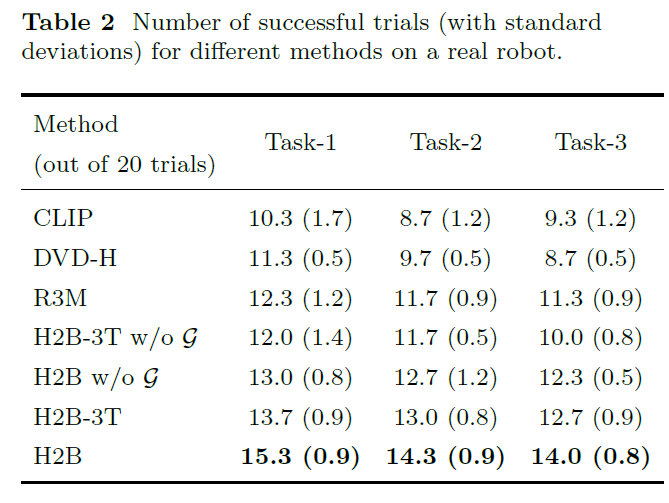 Table 2 Number of successful trials (with standard
deviations) for different methods on a real robot.
Method
(out of 20 trials) Task-1 Task-2 Task-3
CLIP 10.3 (1.7) 8.7 (1.2) 9.3 (1.2)
DVD-H 11.3 (0.5) 9.7 (0.5) 8.7 (0.5)
R3M 12.3 (1.2) 11.7 (0.9) 11.3 (0.9)
H2B-3T w/o 𝒢 12.0 (1.4) 11.7 (0.5) 10.0 (0.8)
H2B w/o 𝒢 13.0 (0.8) 12.7 (1.2) 12.3 (0.5)
H2B-3T 13.7 (0.9) 13.0 (0.8) 12.7 (0.9)
H2B 15.3 (0.9) 14.3 (0.9) 14.0 (0.8)